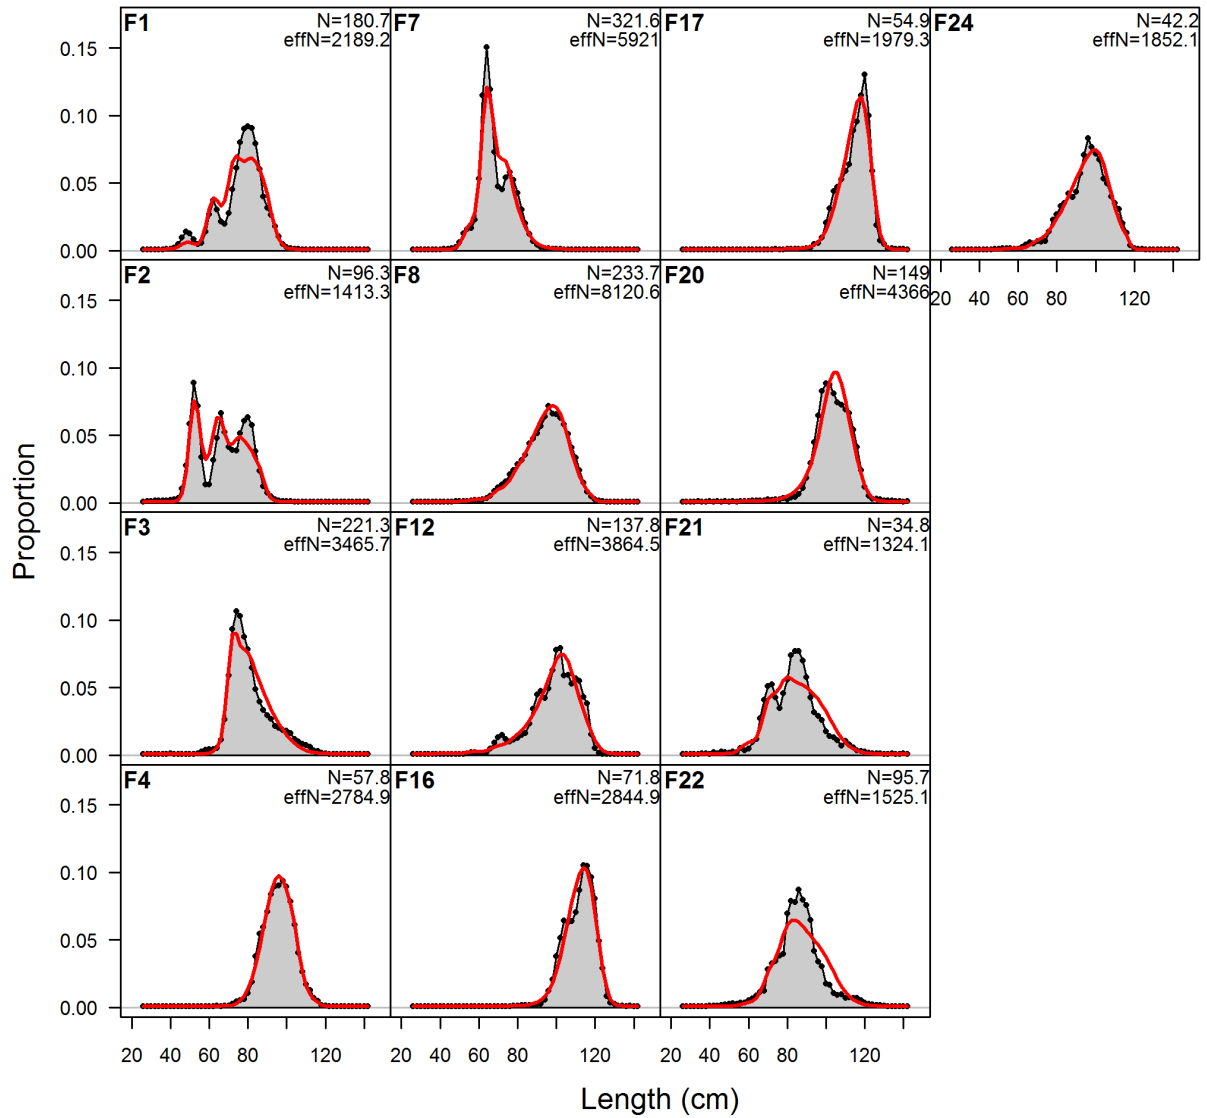 F1 N=180.7 F7 N=321.6 F17 N=54.9 F24 N=42.2
effN=2189.2 effN=5921 effN=1979.3 effN=1852.1
0.15
0.10
0.05
0.00
F2 N=96.3 F8 N=233.7 F20 N=149
effN=1413.3 effN=8120.6 effN=4366
20 40 60 80 120
0.15
0.10
0.05
0.00
Proportion
F3 N=221.3 F12 N=137.8 F21 N=34.8
effN=3465.7 effN=3864.5 effN=1324.1
0.15
0.10
0.05
0.00
F4 N=57.8 F16 N=71.8 F22 N=95.7
effN=2784.9 effN=2844.9 effN=1525.1
0.15
0.10
0.05
0.00
20 40 60 80 120 20 40 60 80 120 20 40 60 80 120
Length (cm)